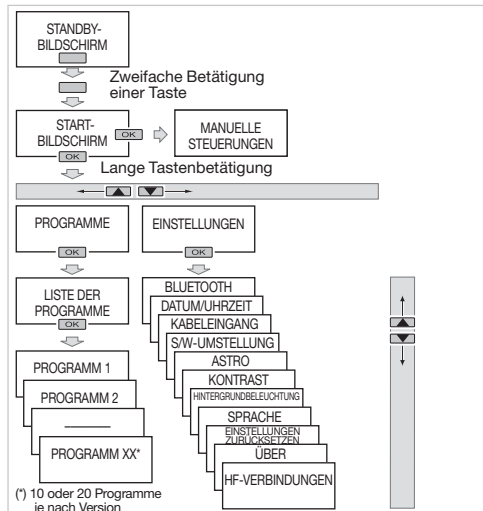 STANDBY-
BILDSCHIRM
Zweifache Betätigung
einer Taste
START-
BILDSCHIRM
OK
MANUELLE
STEUERUNGEN
OK
Lange Tastenbetätigung
PROGRAMME
OK
EINSTELLUNGEN
OK
LISTE DER
PROGRAMME
OK
PROGRAMM 1
PROGRAMM 2
PROGRAMM XX*
(*) 10 oder 20 Programme
je nach Version
BLUETOOTH
DATUM/UHRZEIT
KABELEINGANG
S/W-UMSTELLUNG
ASTRO
KONTRAST
HINTERGRUNDBELEUCHTUNG
SPRACHE
EINSTELLUNGEN
ZURÜCKSETZEN
ÜBER
HF-VERBINDUNGEN